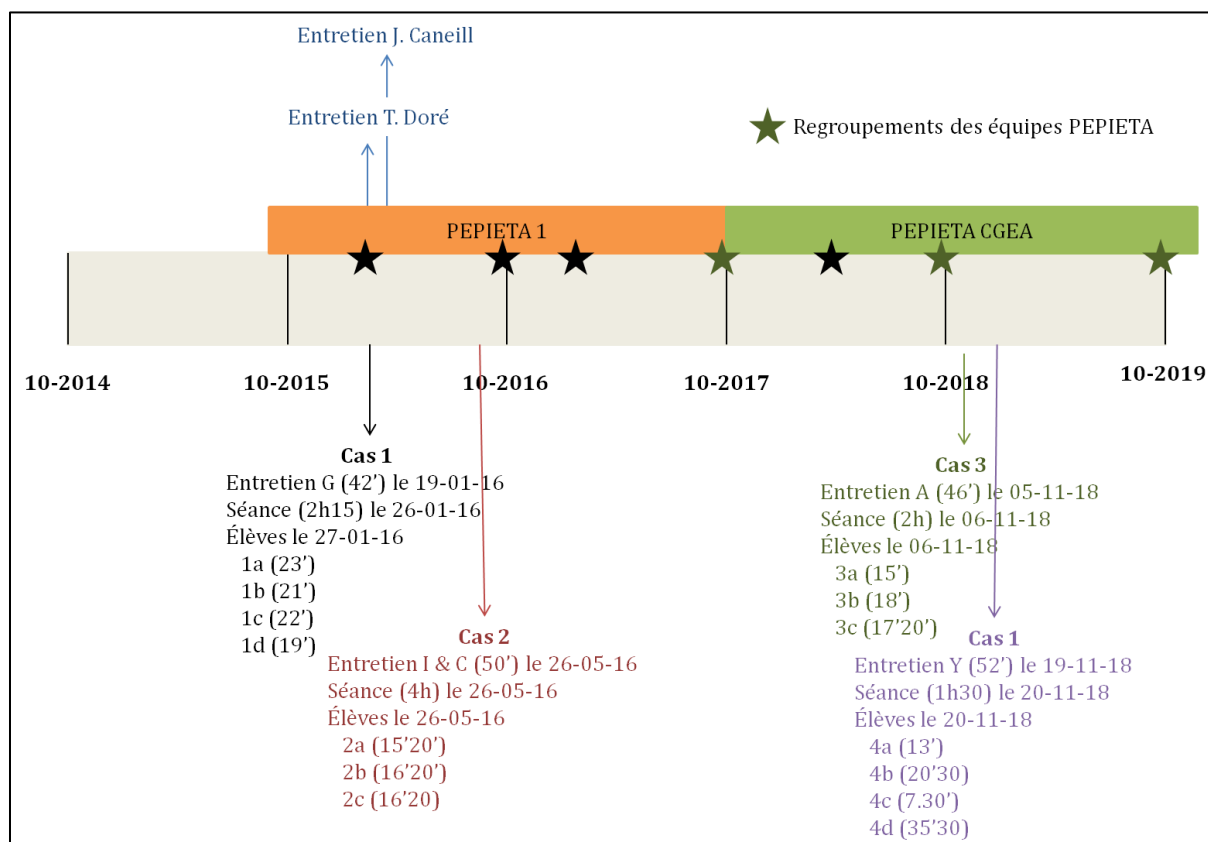 Entretien J. Caneill
Entretien T. Doré
Regroupements des équipes PEPIETA
PEPIETA 1
PEPIETA CGEA
10-2014
10-2015
10-2016
10-2017
10-2018
10-2019
Cas 1
Entretien G (42’) le 19-01-16
Séance (2h15) le 26-01-16
Élèves le 27-01-16
1a (23’)
1b (21’)
1c (22’)
1d (19’)
Cas 2
Entretien I & C (50’) le 26-05-16
Séance (4h) le 26-05-16
Élèves le 26-05-16
2a (15’20’)
2b (16’20’)
2c (16’20)
Cas 3
Entretien A (46’) le 05-11-18
Séance (2h) le 06-11-18
Élèves le 06-11-18
3a (15’)
3b (18’)
3c (17’20’)
Cas 1
Entretien Y (52’) le 19-11-18
Séance (1h30) le 20-11-18
Élèves le 20-11-18
4a (13’)
4b (20’30)
4c (7.30’)
4d (35’30)